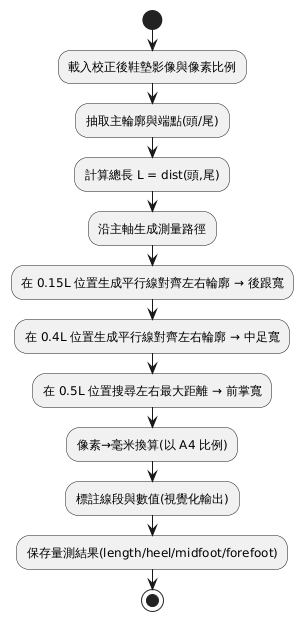 載入校正後鞋墊影像與像素比例
抽取主輪廓與端點(頭/尾)
計算總長 L = dist(頭,尾)
沿主軸生成測量路徑
在 0.15L 位置生成平行線對齊左右輪廓 → 後跟寬
在 0.4L 位置生成平行線對齊左右輪廓 → 中足寬
在 0.5L 位置搜尋左右最大距離 → 前掌寬
像素→毫米換算(以 A4 比例)
標註線段與數值(視覺化輸出)
保存量測結果(length/heel/midfoot/forefoot)